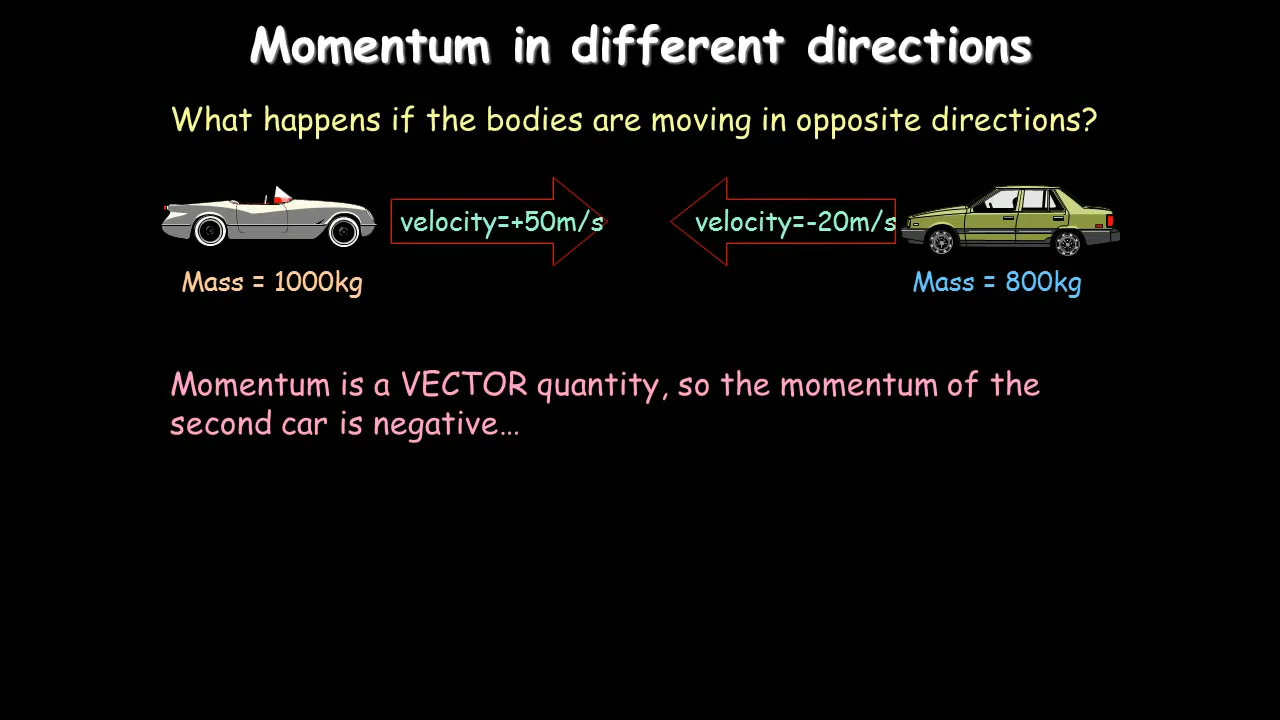 Momentum in different directions
What happens if the bodies are moving in opposite directions?
velocity=+50m/s
velocity=-20m/s
Mass = 1000kg
Mass = 800kg
Momentum is a VECTOR quantity, so the momentum of the
second car is negative…